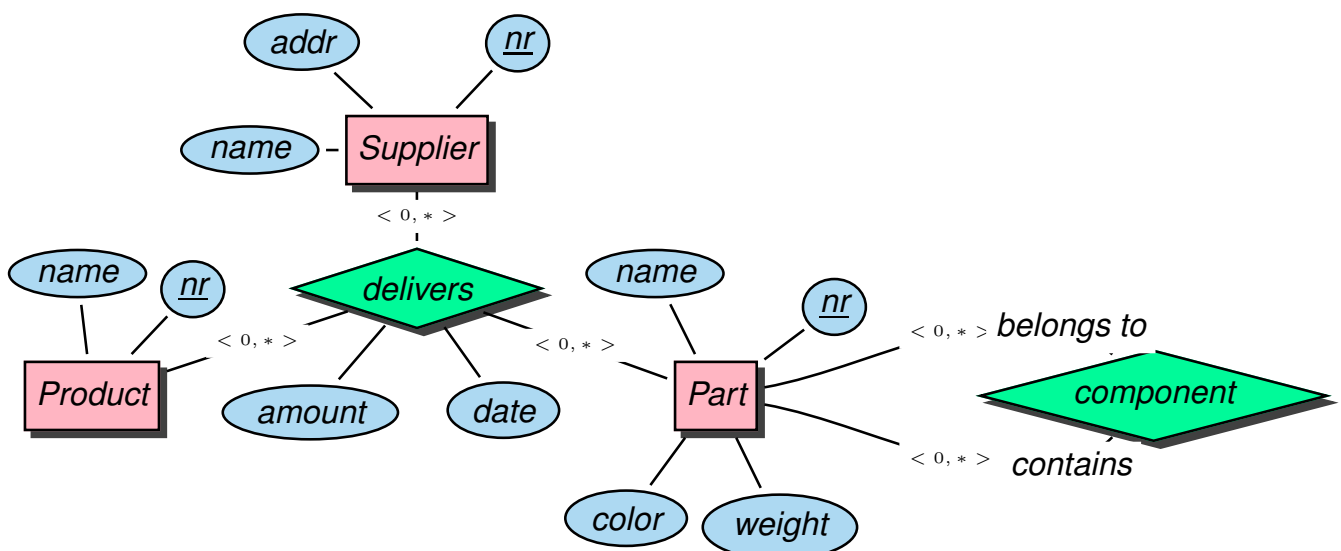 addr
nr
name
Supplier
< 0, * >
name
nr
delivers
name
nr
< 0, * >
< 0, * >
< 0, * >
belongs to
Product
amount
date
Part
component
< 0, * >
contains
color
weight